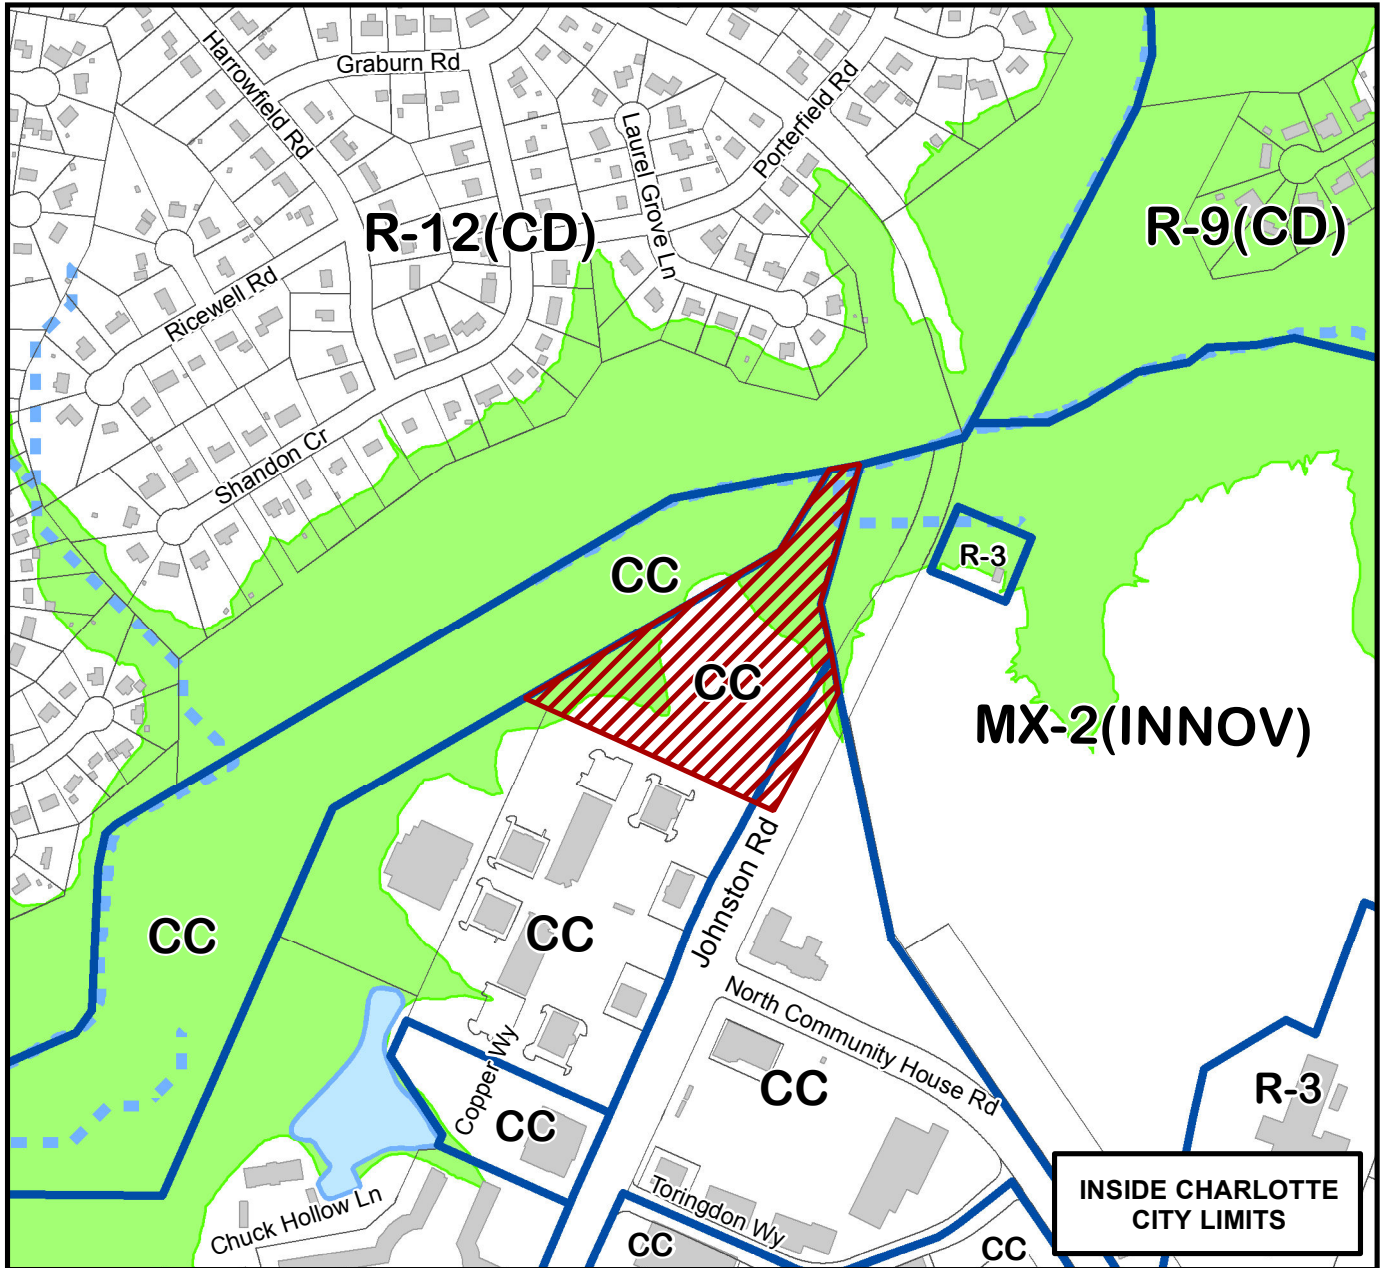 Graburn Rd
Harrowfield Rd
Laurel Grove Ln
Porterfield Rd
R-12(CD)
R-9(CD)
Ricewell Rd
Shandon Cr
CC
R-3
CC
MX-2(INNOV)
Johnston Rd
CC
CC
North Community House Rd
Copper Wy
CC
CC
R-3
Toringdon Wy
Chuck Hollow Ln
CC
CC
INSIDE CHARLOTTE
CITY LIMITS